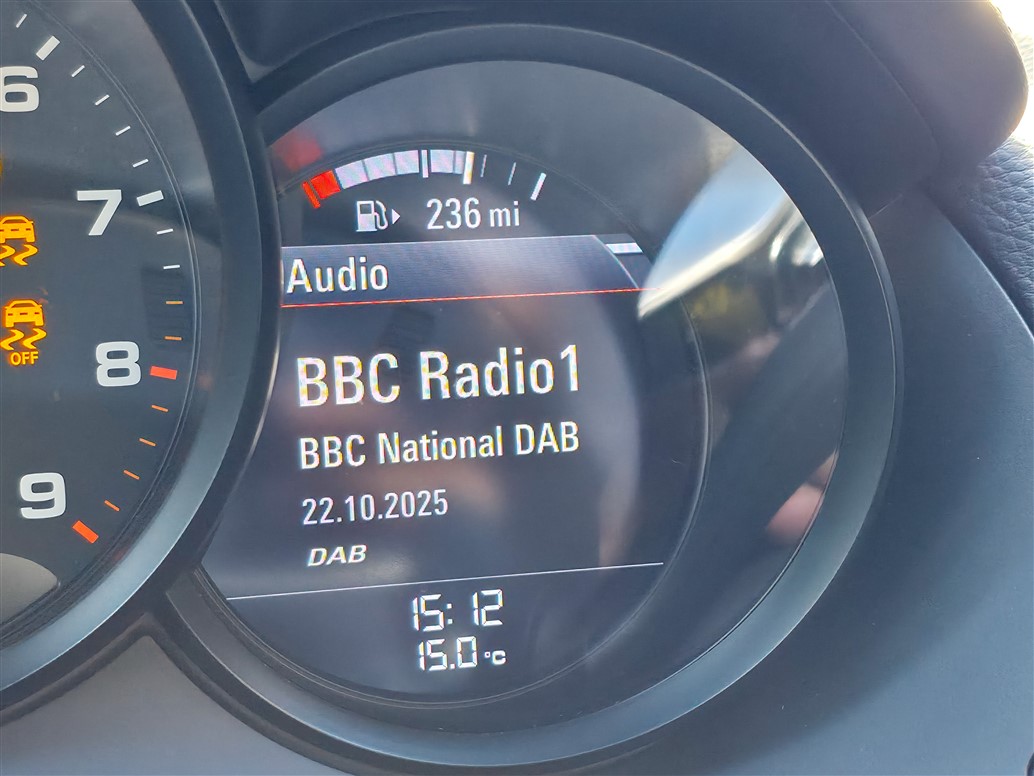 6
7
8
9
OFF
236 mi
Audio
BBC Radio1
BBC National DAB
22.10.2025
DAB
15:12
15.0 °C